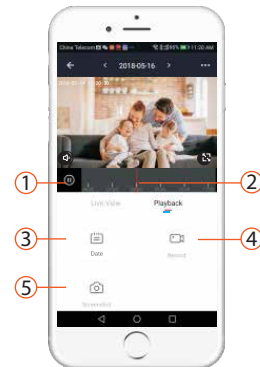 China Telecom 95% 11:20 AM
< 2018-05-16 >
1
2
Live View Playback
3
4
Date Record
5
Screenshot